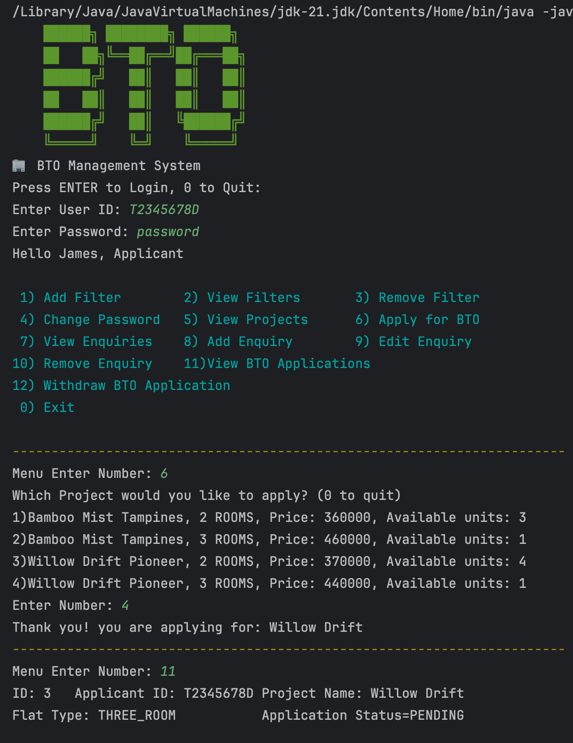 /Library/Java/JavaVirtualMachines/jdk-21.jdk/Contents/Home/bin/java -jav
BTO
BTO Management System
Press ENTER to Login, 0 to Quit:
Enter User ID: T2345678D
Enter Password: password
Hello James, Applicant
1) Add Filter 2) View Filters 3) Remove Filter
4) Change Password 5) View Projects 6) Apply for BTO
7) View Enquiries 8) Add Enquiry 9) Edit Enquiry
10) Remove Enquiry 11)View BTO Applications
12) Withdraw BTO Application
0) Exit
-----------------------------------------------------------------------
Menu Enter Number: 6
Which Project would you like to apply? (0 to quit)
1)Bamboo Mist Tampines, 2 ROOMS, Price: 360000, Available units: 3
2)Bamboo Mist Tampines, 3 ROOMS, Price: 460000, Available units: 1
3)Willow Drift Pioneer, 2 ROOMS, Price: 370000, Available units: 4
4)Willow Drift Pioneer, 3 ROOMS, Price: 440000, Available units: 1
Enter Number: 4
Thank you! you are applying for: Willow Drift
-----------------------------------------------------------------------
Menu Enter Number: 11
ID: 3 Applicant ID: T2345678D Project Name: Willow Drift
Flat Type: THREE_ROOM Application Status=PENDING